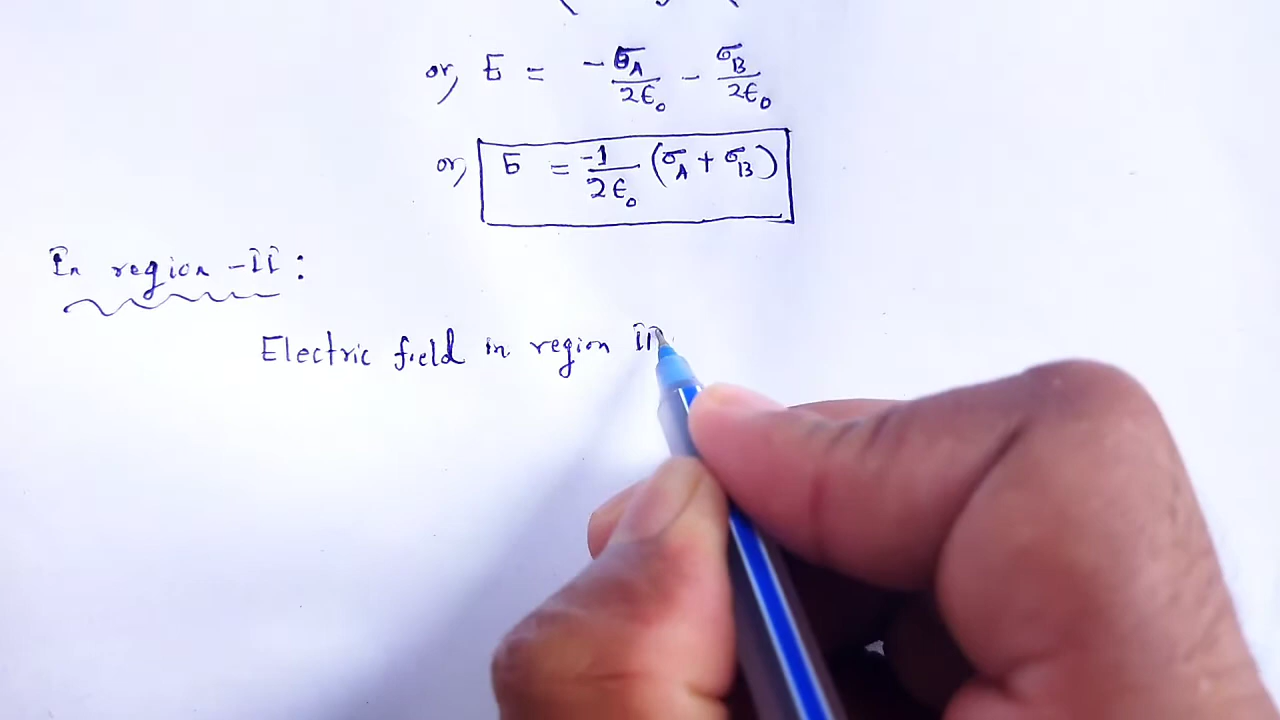 or, E = -σA/2ϵ0 - σB/2ϵ0
or, E = -1/2ϵ0 (σA + σB)
In region -II :
Electric field in region II